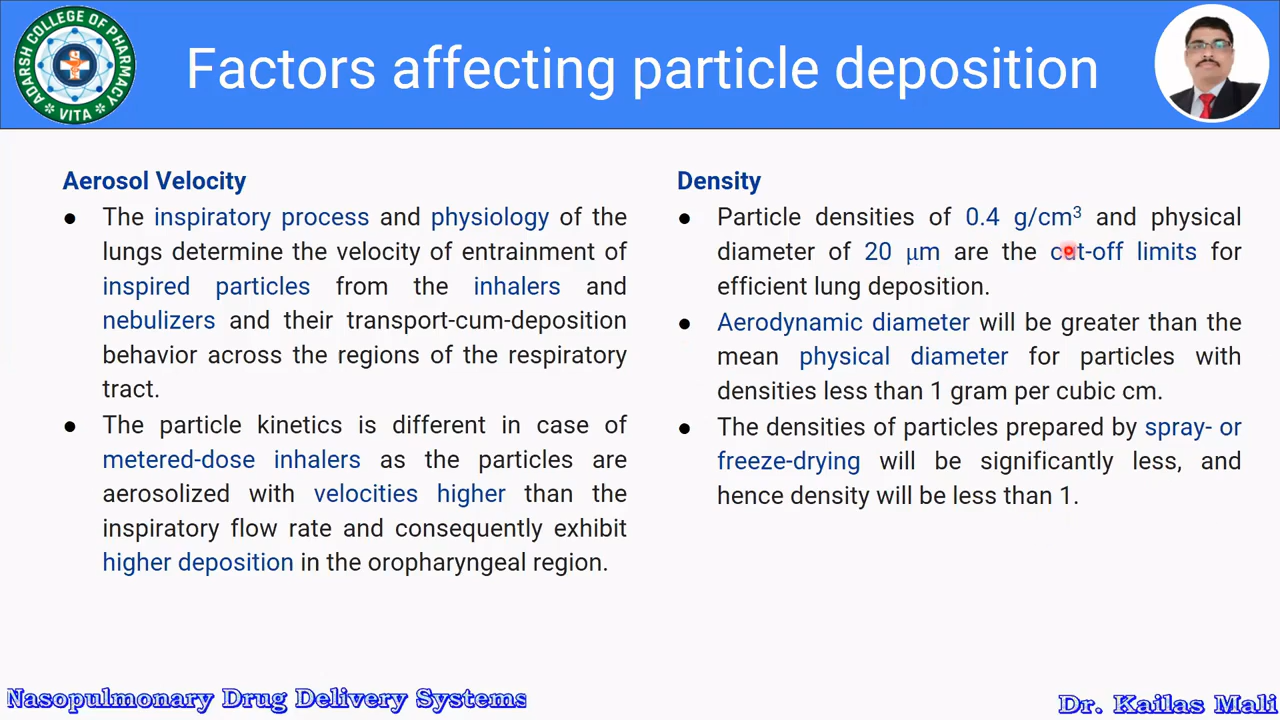 ADARSH COLLEGE OF PHARMACY
VITA
Factors affecting particle deposition
Aerosol Velocity
● The inspiratory process and physiology of the
lungs determine the velocity of entrainment of
inspired particles from the inhalers and
nebulizers and their transport-cum-deposition
behavior across the regions of the respiratory
tract.
● The particle kinetics is different in case of
metered-dose inhalers as the particles are
aerosolized with velocities higher than the
inspiratory flow rate and consequently exhibit
higher deposition in the oropharyngeal region.
Density
● Particle densities of 0.4 g/cm³ and physical
diameter of 20 μm are the cut-off limits for
efficient lung deposition.
● Aerodynamic diameter will be greater than the
mean physical diameter for particles with
densities less than 1 gram per cubic cm.
● The densities of particles prepared by spray- or
freeze-drying will be significantly less, and
hence density will be less than 1.
Nasopulmonary Drug Delivery Systems
Dr. Kailas Mali